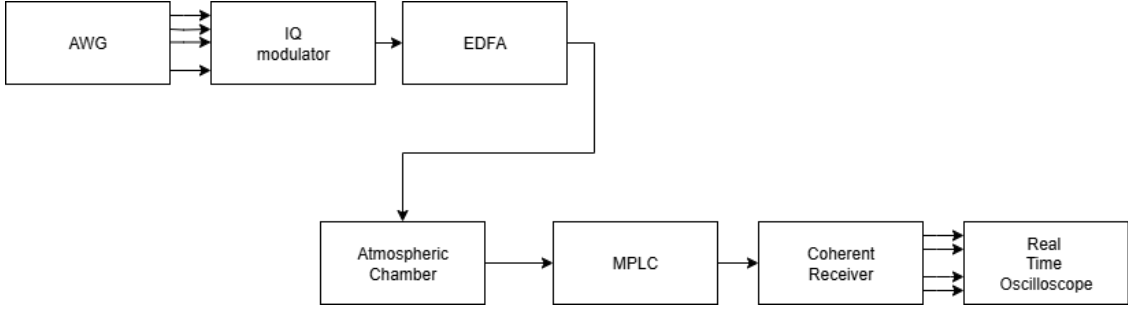 AWG
IQ
modulator
EDFA
Atmospheric
Chamber
MPLC
Coherent
Receiver
Real
Time
Oscilloscope